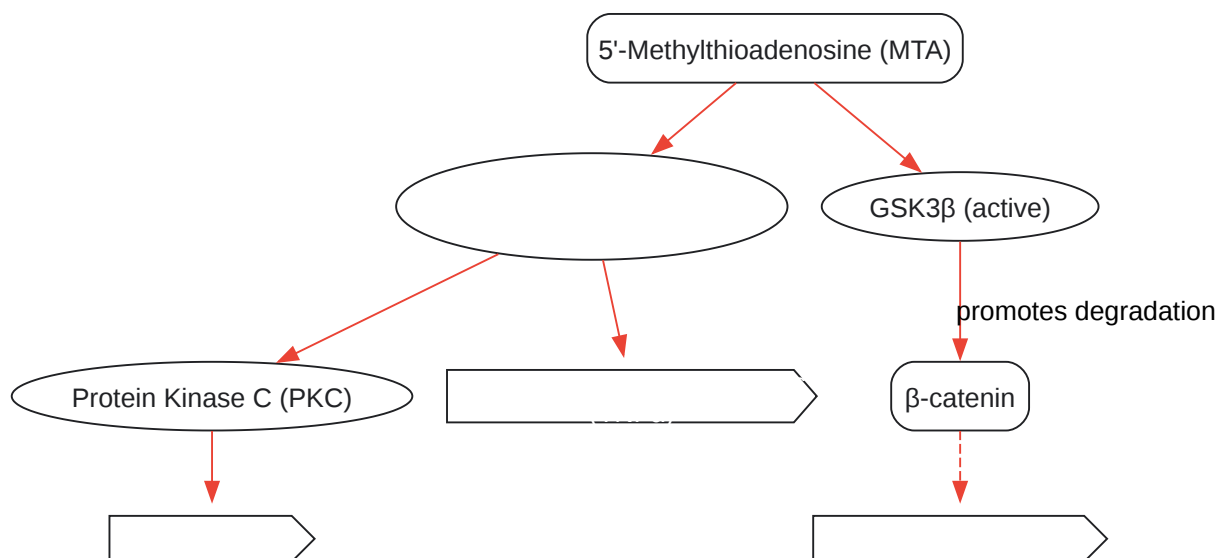 5'-Methylthioadenosine (MTA)
GSK3β (active)
promotes degradation
Protein Kinase C (PKC)
β-catenin